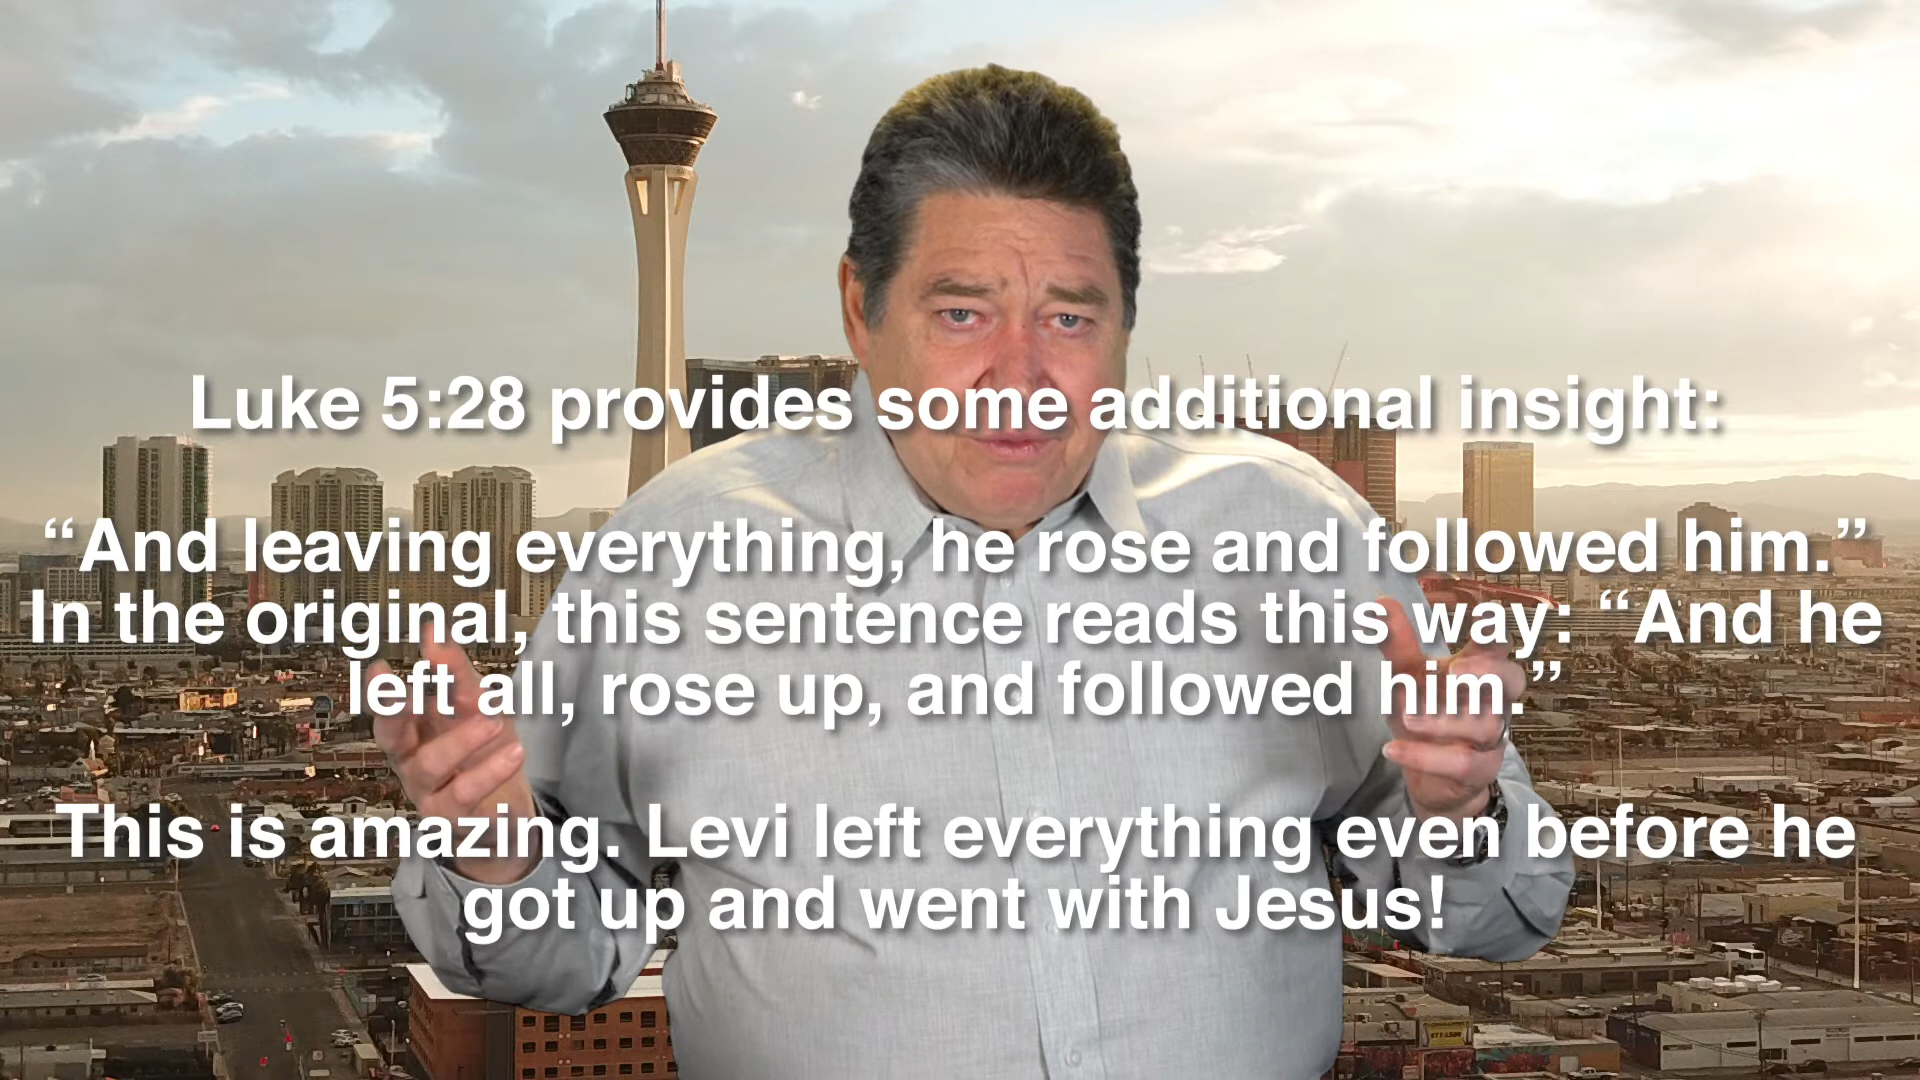 Luke 5:28 provides some additional insight:
“And leaving everything, he rose and followed him.”
In the original, this sentence reads this way: “And he
left all, rose up, and followed him.”
This is amazing. Levi left everything even before he
got up and went with Jesus!